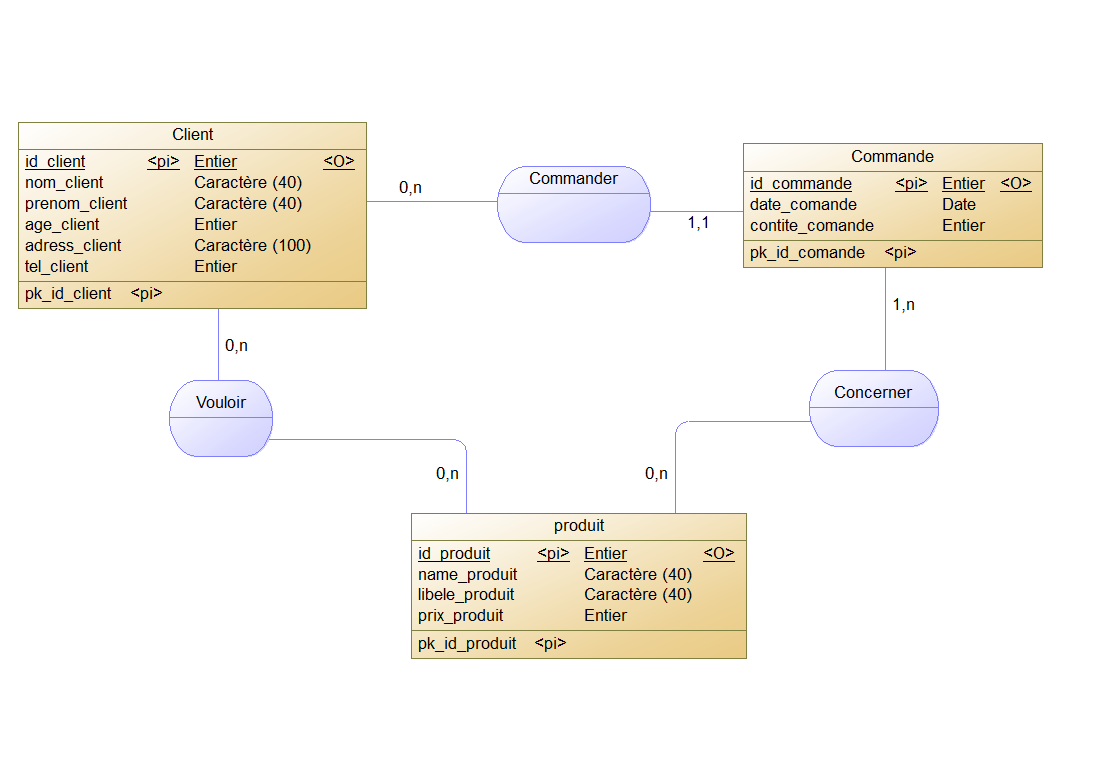 Client
id_client <pi> Entier <O>
nom_client Caractère (40)
prenom_client Caractère (40)
age_client Entier
adress_client Caractère (100)
tel_client Entier
pk_id_client <pi>
0,n
Commander
1,1
Commande
id_commande <pi> Entier <O>
date_comande Date
contite_comande Entier
pk_id_comande <pi>
0,n
1,n
Vouloir
Concerner
0,n
0,n
produit
id_produit <pi> Entier <O>
name_produit Caractère (40)
libele_produit Caractère (40)
prix_produit Entier
pk_id_produit <pi>